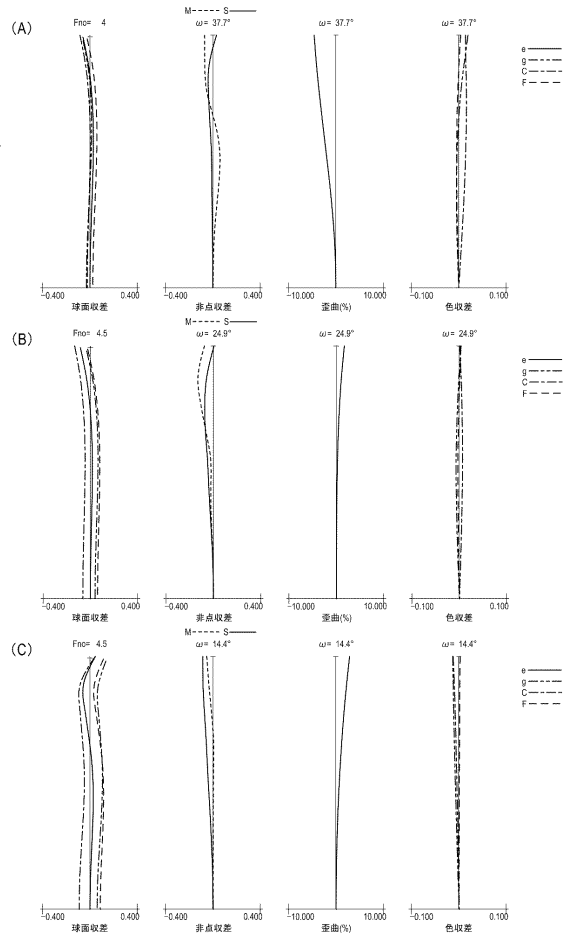 M S
(A) Fno= 4 ω= 37.7° ω= 37.7° ω= 37.7°
e
g
C
F
−0.400 0.400 −0.400 0.400 −10.000 10.000 −0.100 0.100
球面収差 非点収差 歪曲(%) 色収差
M S
(B) Fno= 4.5 ω= 24.9° ω= 24.9° ω= 24.9°
e
g
C
F
−0.400 0.400 −0.400 0.400 −10.000 10.000 −0.100 0.100
球面収差 非点収差 歪曲(%) 色収差
M S
(C) Fno= 4.5 ω= 14.4° ω= 14.4° ω= 14.4°
e
g
C
F
−0.400 0.400 −0.400 0.400 −10.000 10.000 −0.100 0.100
球面収差 非点収差 歪曲(%) 色収差